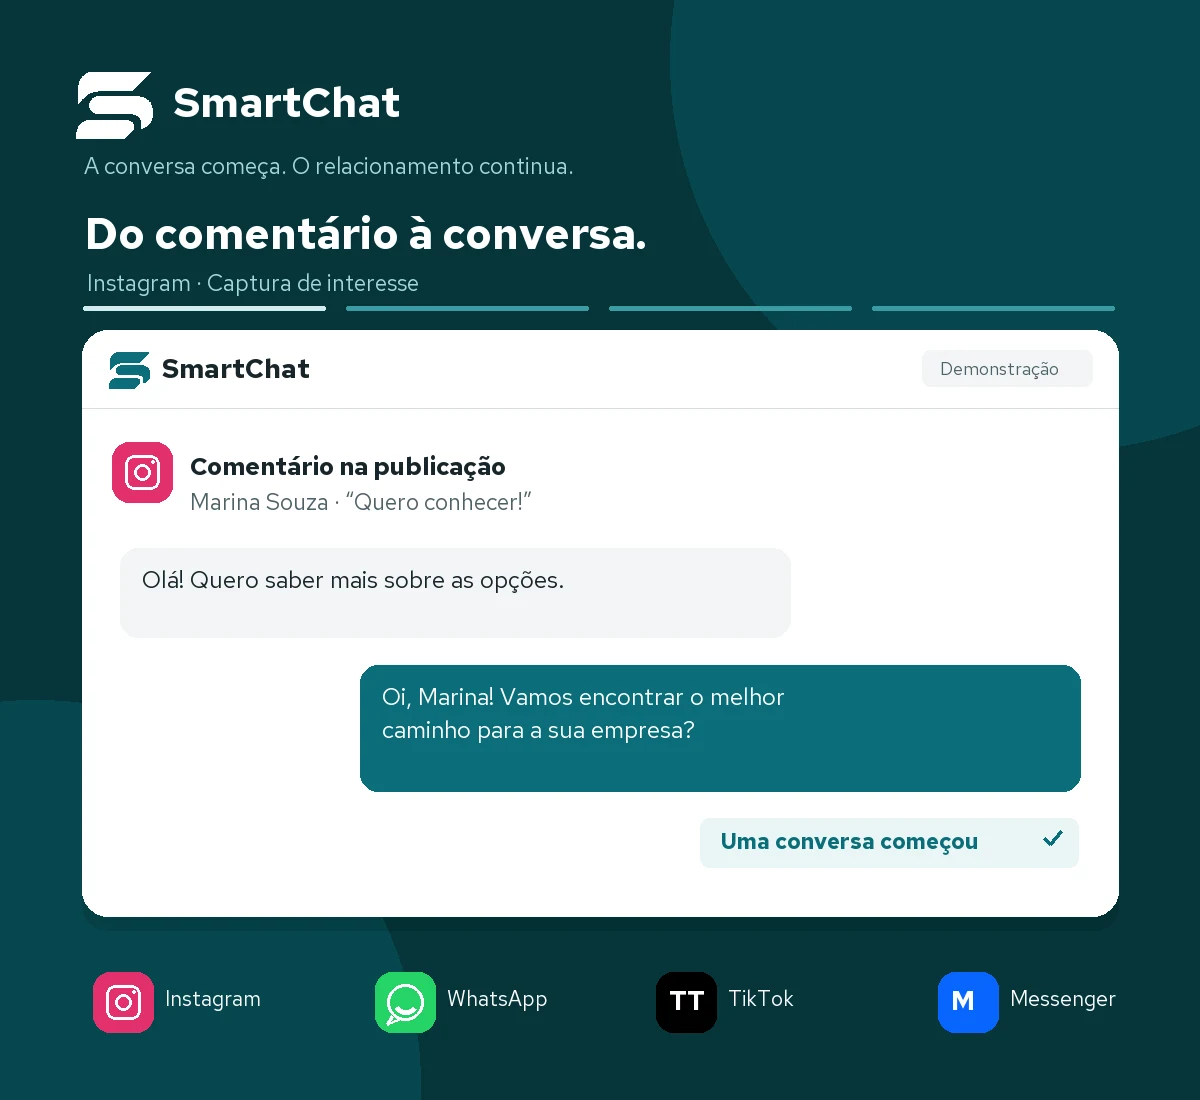 SmartChat
A conversa começa. O relacionamento continua.
Do comentário à conversa.
Instagram · Captura de interesse
SmartChat
Demonstração
Comentário na publicação
Marina Souza · “Quero conhecer!”
Olá! Quero saber mais sobre as opções.
Oi, Marina! Vamos encontrar o melhor
caminho para a sua empresa?
Uma conversa começou
Instagram
WhatsApp
TT TikTok
M Messenger